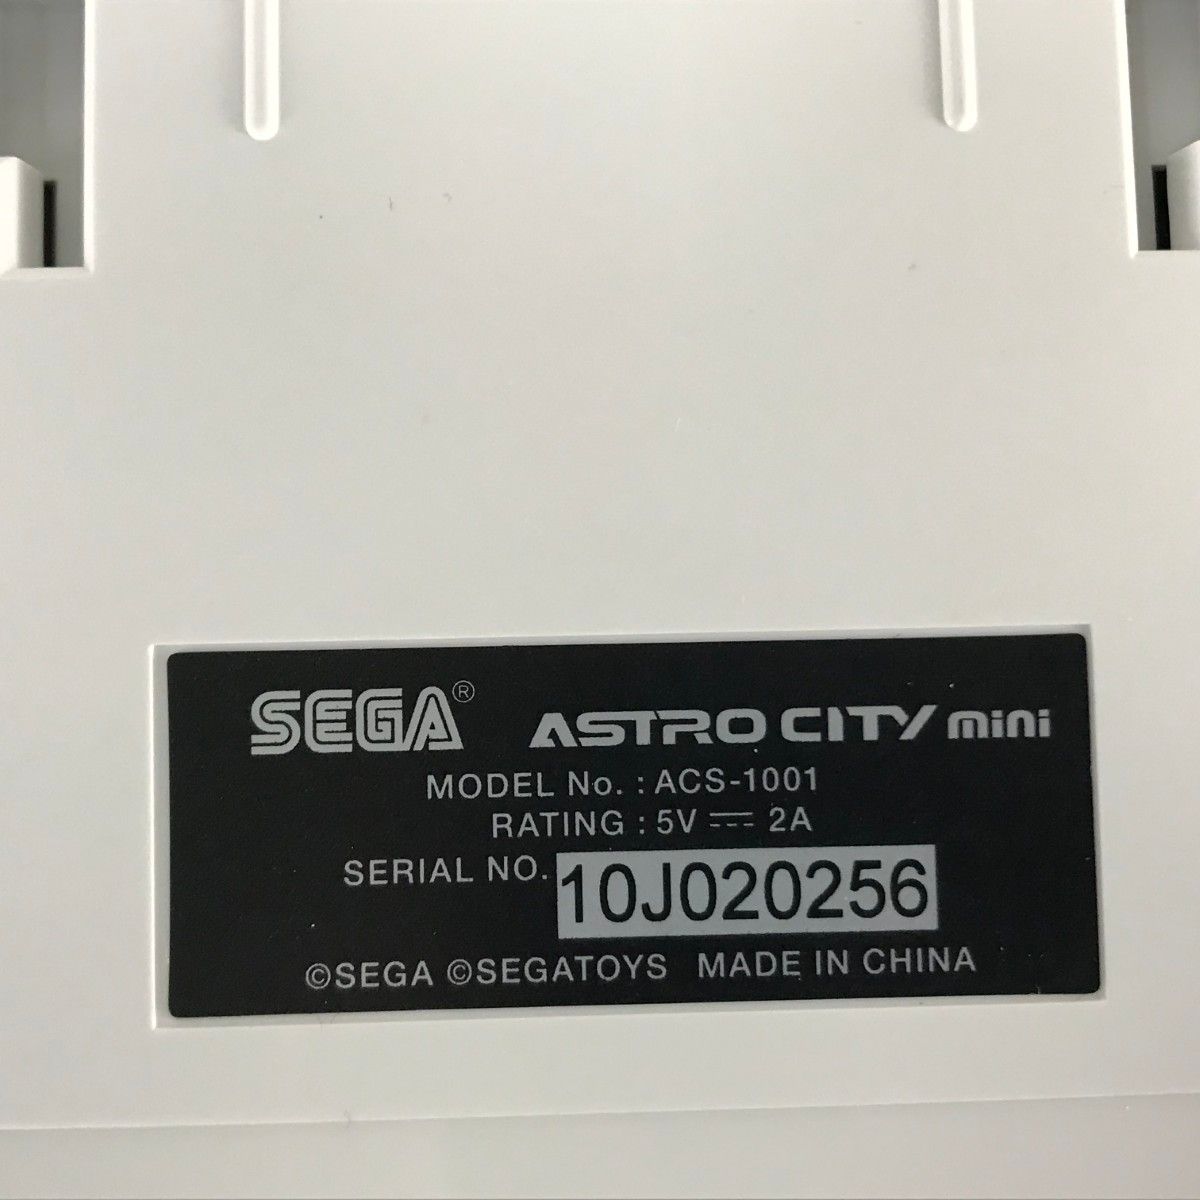 SEGA® ASTRO CITY mini
MODEL No. : ACS-1001
RATING : 5V ⎓ 2A
SERIAL NO. 10J020256
©SEGA ©SEGATOYS MADE IN CHINA